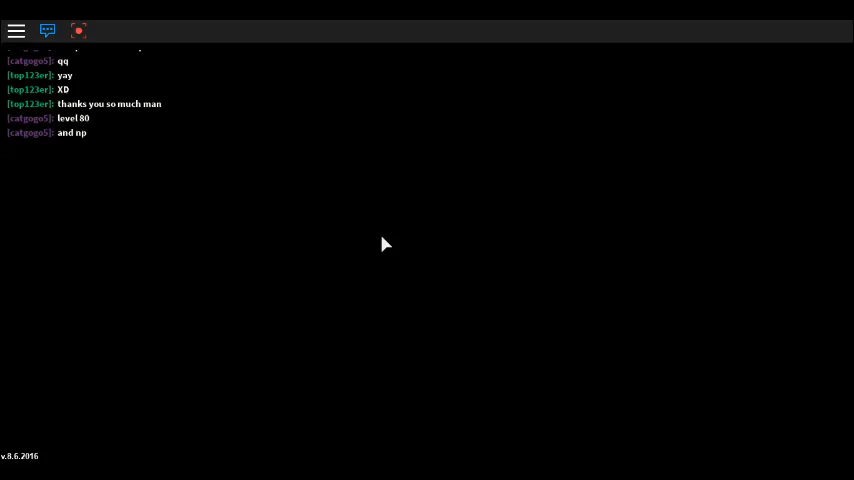 [catgogo5]: qq
[top123er]: yay
[top123er]: XD
[top123er]: thanks you so much man
[catgogo5]: level 80
[catgogo5]: and np
v.8.6.2016